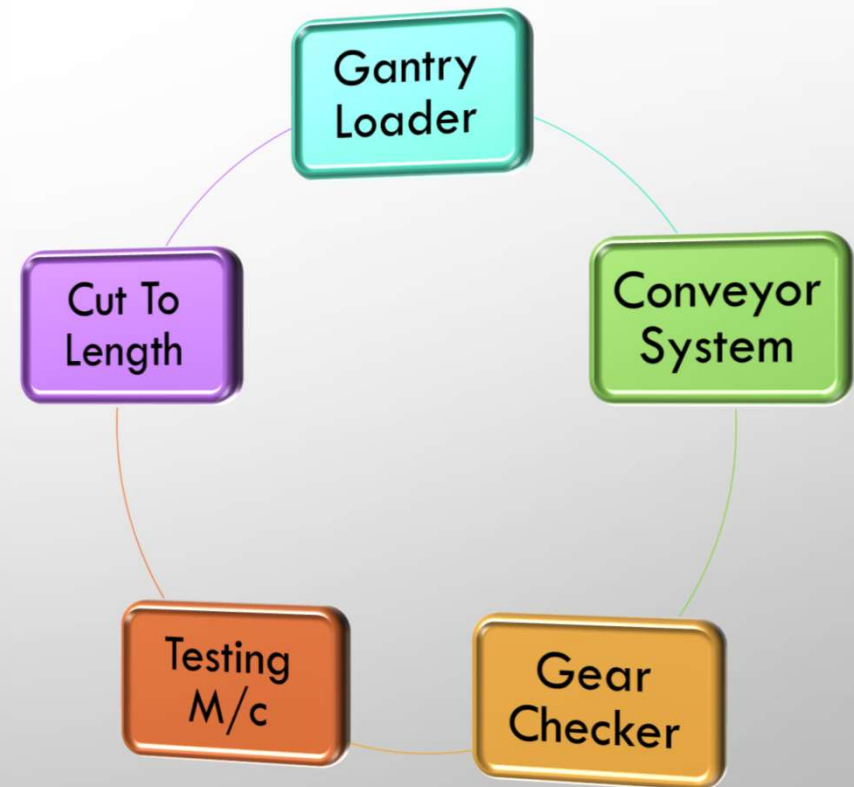 Gantry
Loader
Conveyor
System
Gear
Checker
Testing
M/c
Cut To
Length